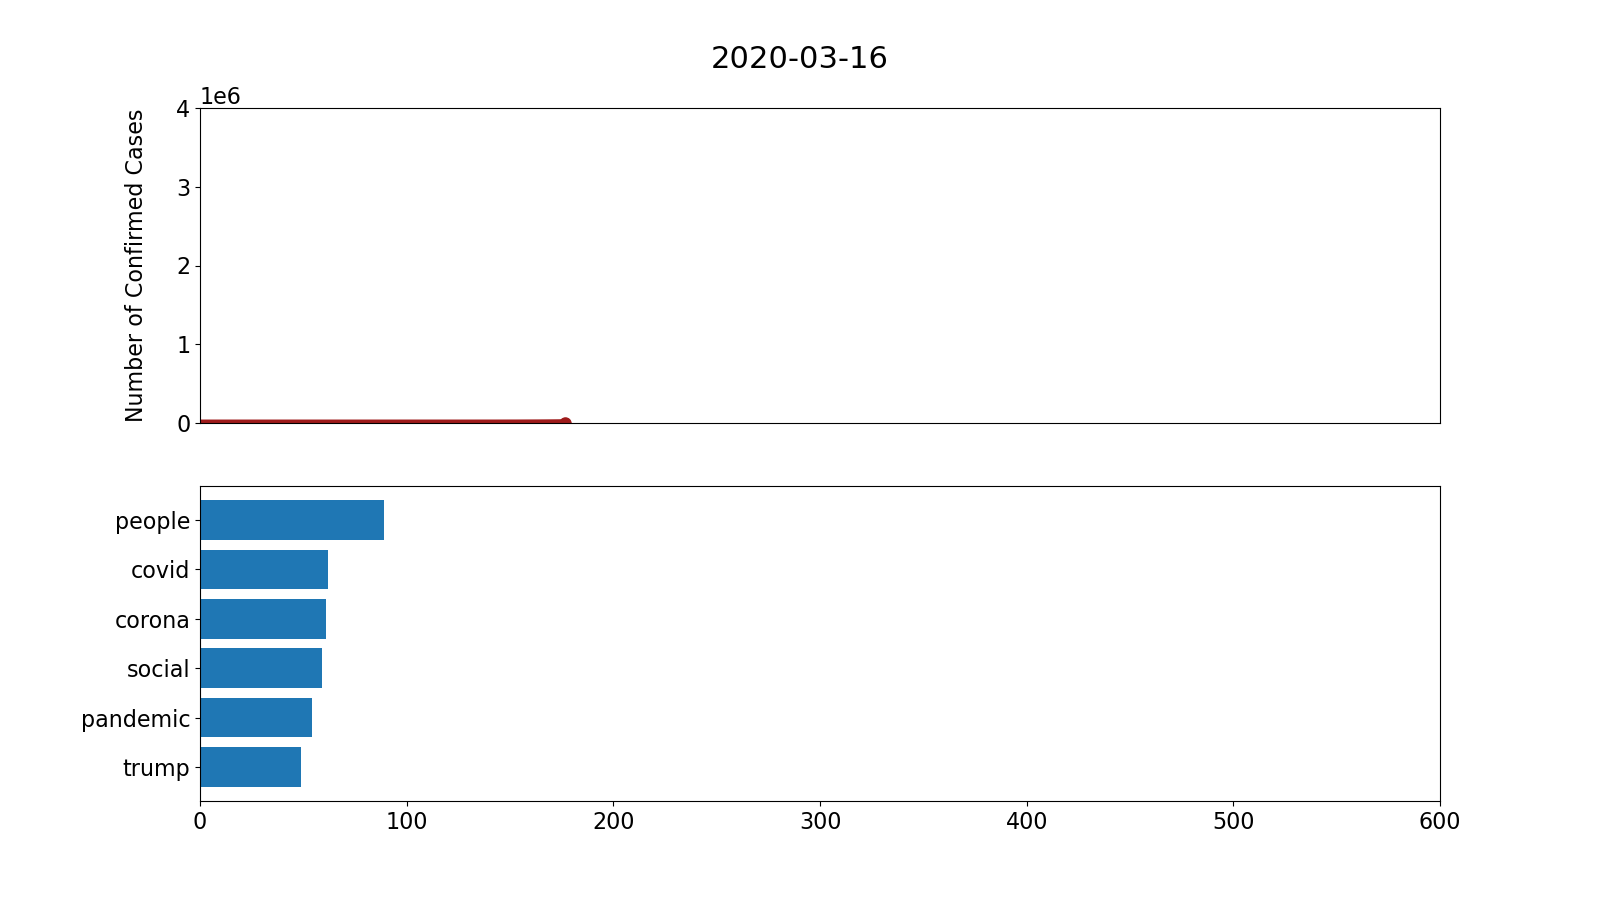 2020-03-16
1e6
Number of Confirmed Cases
4
3
2
1
0
people
covid
corona
social
pandemic
trump
0 100 200 300 400 500 600